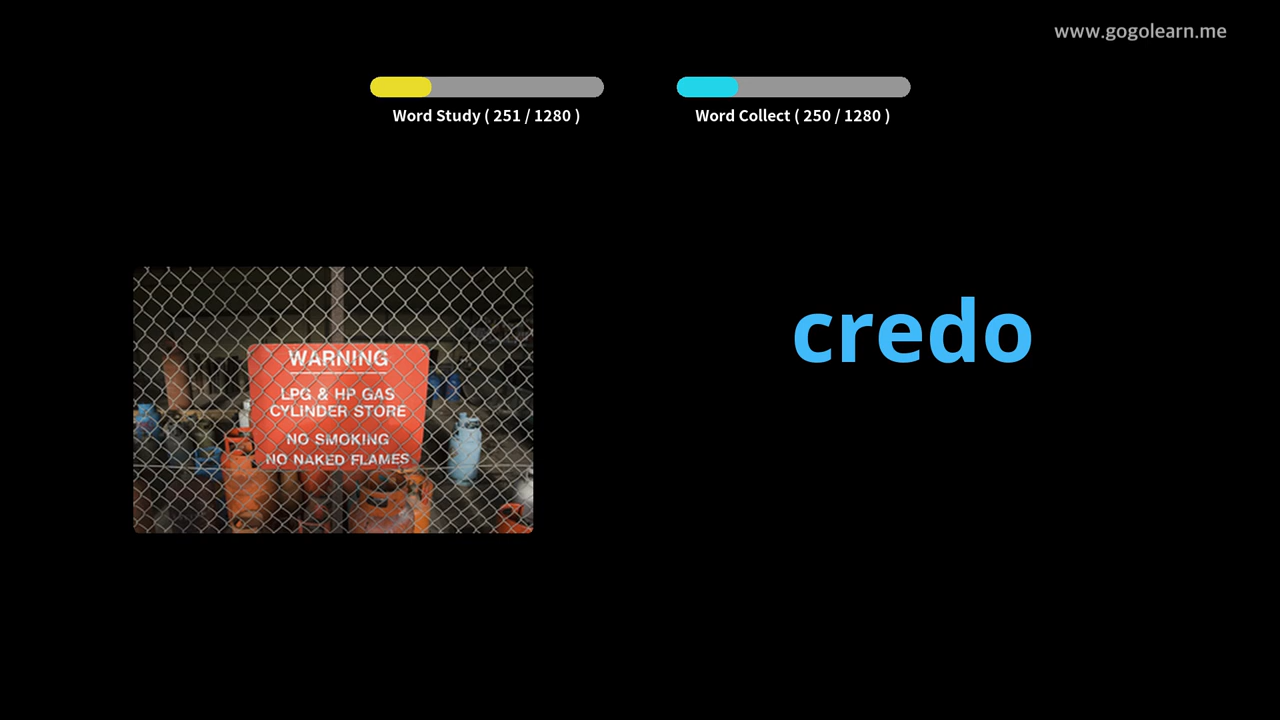 www.gogolearn.me
Word Study ( 251 / 1280 )
Word Collect ( 250 / 1280 )
credo
WARNING
LPG & HP GAS
CYLINDER STORE
NO SMOKING
NO NAKED FLAMES